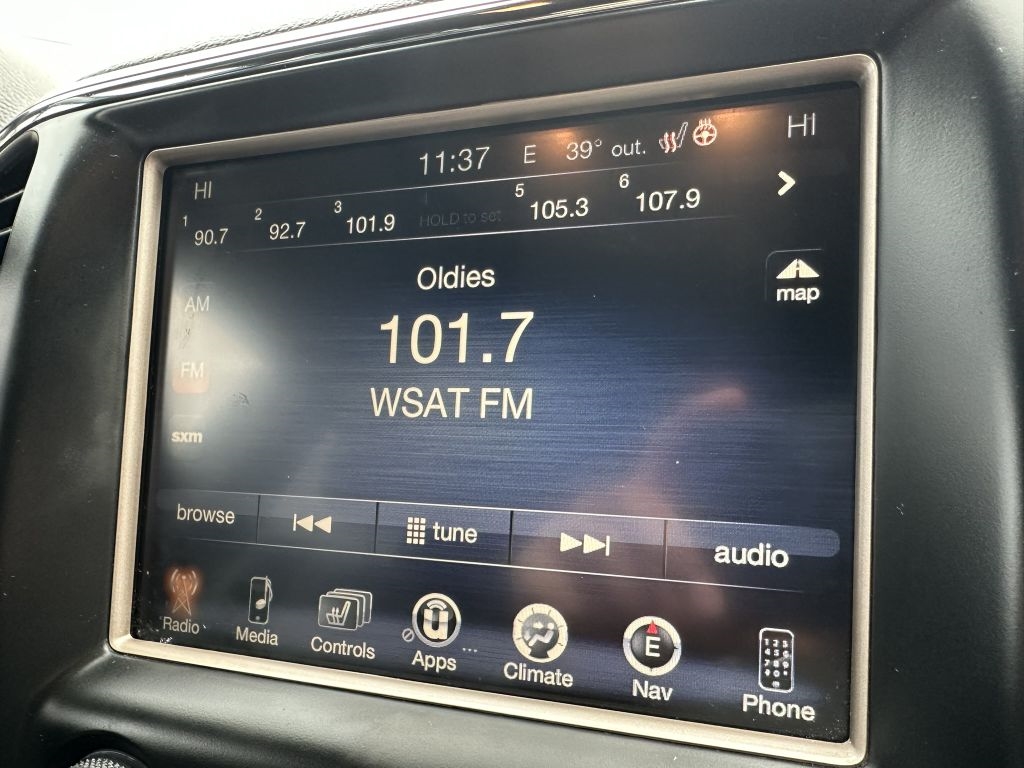 11:37 E 39° out. HI
HI
1 90.7 2 92.7 3 101.9 HOLD to set 5 105.3 6 107.9
Oldies
map
AM
101.7
FM
WSAT FM
sxm
browse tune audio
Radio Media Controls Apps Climate E Nav Phone